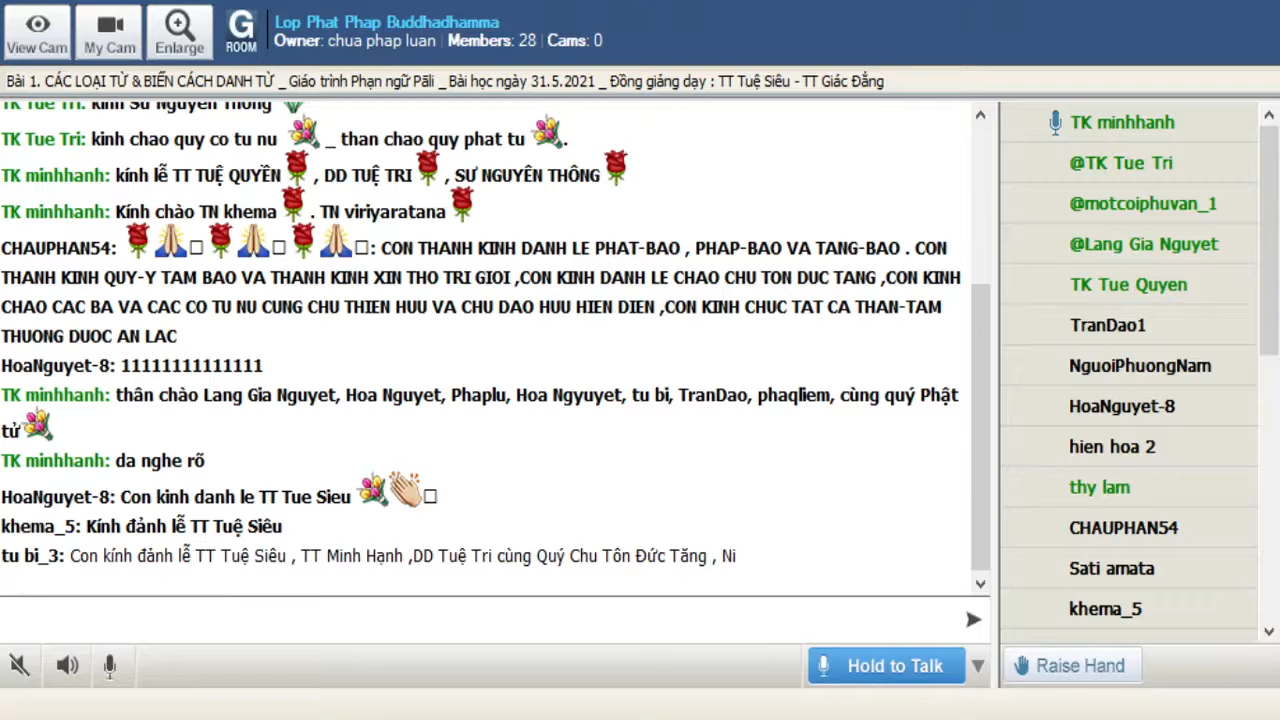 View Cam
My Cam
Enlarge
G
ROOM
Lop Phat Phap Buddhadhamma
Owner: chua phap luan | Members: 28 | Cams: 0
Bài 1. CÁC LOẠI TỪ & BIẾN CÁCH DANH TỪ _ Giáo trình Phạn ngữ Pāli _ Bài học ngày 31.5.2021 _ Đồng giảng dạy : TT Tuệ Siêu - TT Giác Đẳng
TK Tue Tri: kính Sư Nguyên Thông
TK Tue Tri: kinh chao quy co tu nu _ than chao quy phat tu .
TK minhhanh: kính lễ TT TUỆ QUYỀN , DD TUỆ TRI , SƯ NGUYÊN THÔNG
TK minhhanh: Kính chào TN khema . TN viriyaratana
CHAUPHAN54: : CON THANH KINH DANH LE PHAT-BAO , PHAP-BAO VA TANG-BAO . CON
THANH KINH QUY-Y TAM BAO VA THANH KINH XIN THO TRI GIOI ,CON KINH DANH LE CHAO CHU TON DUC TANG ,CON KINH
CHAO CAC BA VA CAC CO TU NU CUNG CHU THIEN HUU VA CHU DAO HUU HIEN DIEN ,CON KINH CHUC TAT CA THAN-TAM
THUONG DUOC AN LAC
HoaNguyet-8: 11111111111111
TK minhhanh: thân chào Lang Gia Nguyet, Hoa Nguyet, Phaplu, Hoa Ngyuyet, tu bi, TranDao, phaqliem, cùng quý Phật
tử
TK minhhanh: da nghe rõ
HoaNguyet-8: Con kinh danh le TT Tue Sieu
khema_5: Kính đảnh lễ TT Tuệ Siêu
tu bi_3: Con kính đảnh lễ TT Tuệ Siêu , TT Minh Hạnh ,DD Tuệ Tri cùng Quý Chu Tôn Đức Tăng , Ni
Hold to Talk
TK minhhanh
@TK Tue Tri
@motcoiphuvan_1
@Lang Gia Nguyet
TK Tue Quyen
TranDao1
NguoiPhuongNam
HoaNguyet-8
hien hoa 2
thy lam
CHAUPHAN54
Sati amata
khema_5
Raise Hand